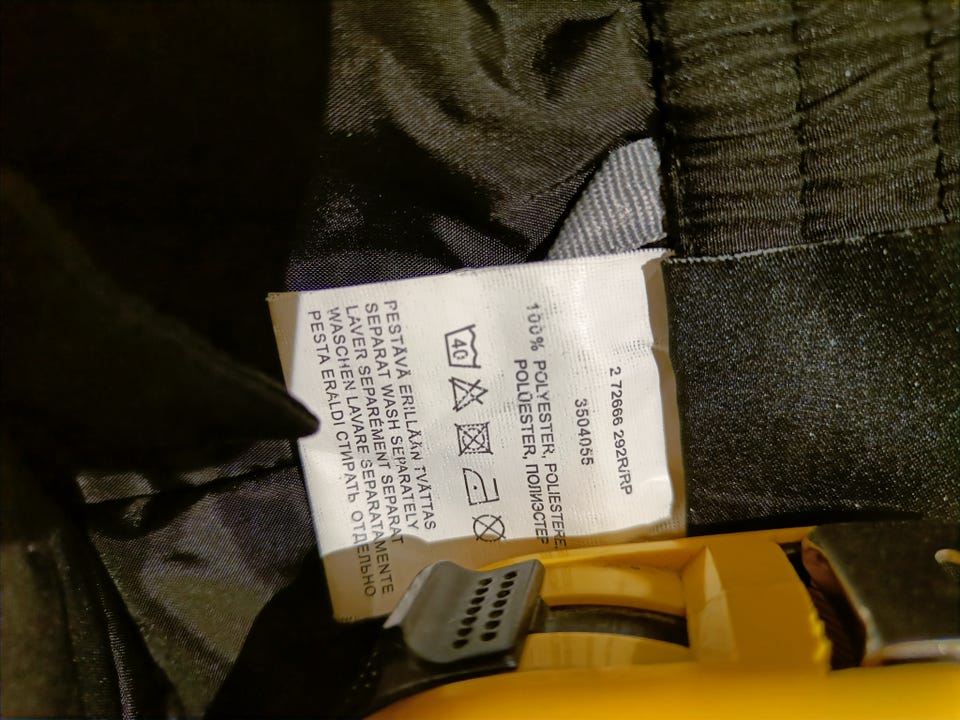 2 72666 292R/RP
3504055
100% POLYESTER, POLIESTERE,
POLÜESTER, ПОЛИЭСТЕР
40
PESTÄVÄ ERILLÄÄN TVÄTTAS
SEPARAT WASH SEPARATELY
LAVER SEPARÉMENT SEPARAT
WASCHEN LAVARE SEPARATAMENTE
PESTA ERALDI СТИРАТЬ ОТДЕЛЬНО